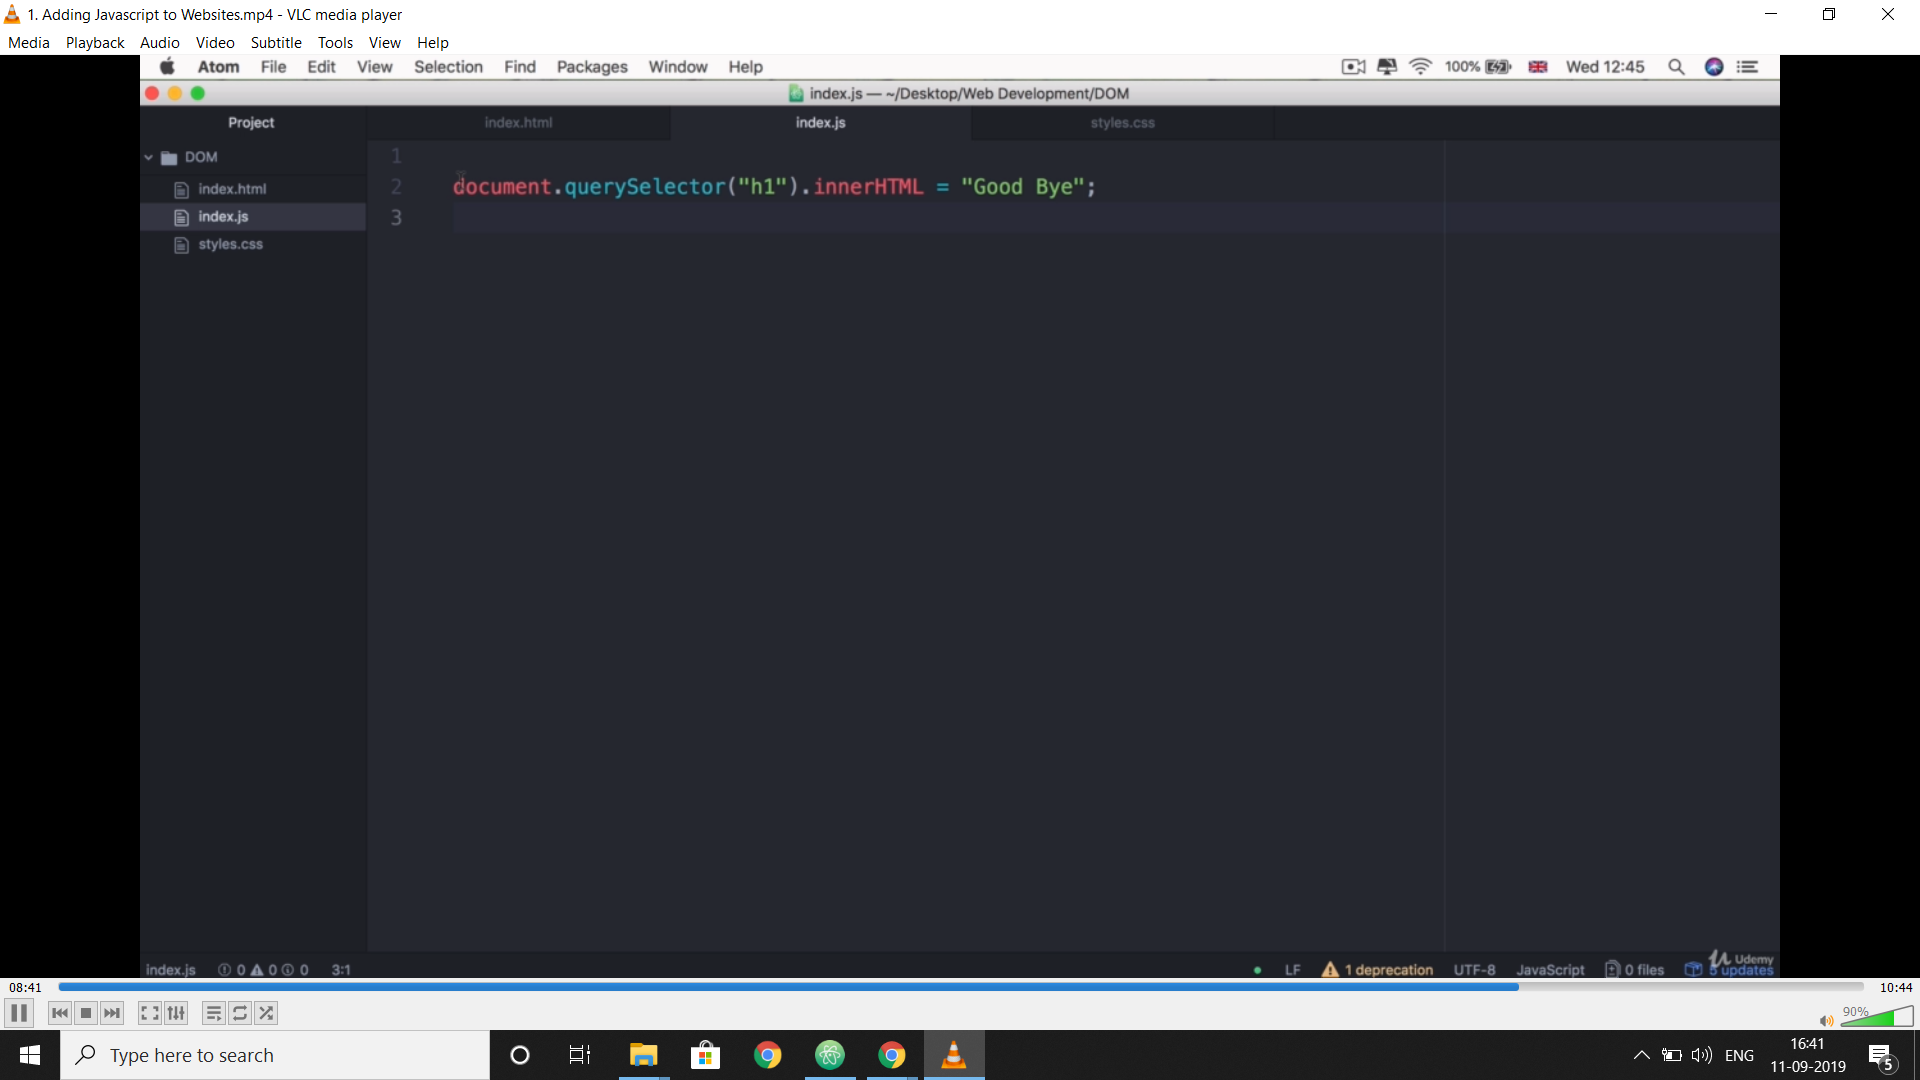 1. Adding Javascript to Websites.mp4 - VLC media player
Media Playback Audio Video Subtitle Tools View Help
Atom File Edit View Selection Find Packages Window Help 100% Wed 12:45
index.js — ~/Desktop/Web Development/DOM
Project index.html index.js styles.css
DOM
index.html
index.js
styles.css
1
2 document.querySelector("h1").innerHTML = "Good Bye";
3
index.js 0 0 0 3:1 LF 1 deprecation UTF-8 JavaScript 0 files 5 updates
Udemy
08:41 10:44
90%
Type here to search
ENG
16:41
11-09-2019
5